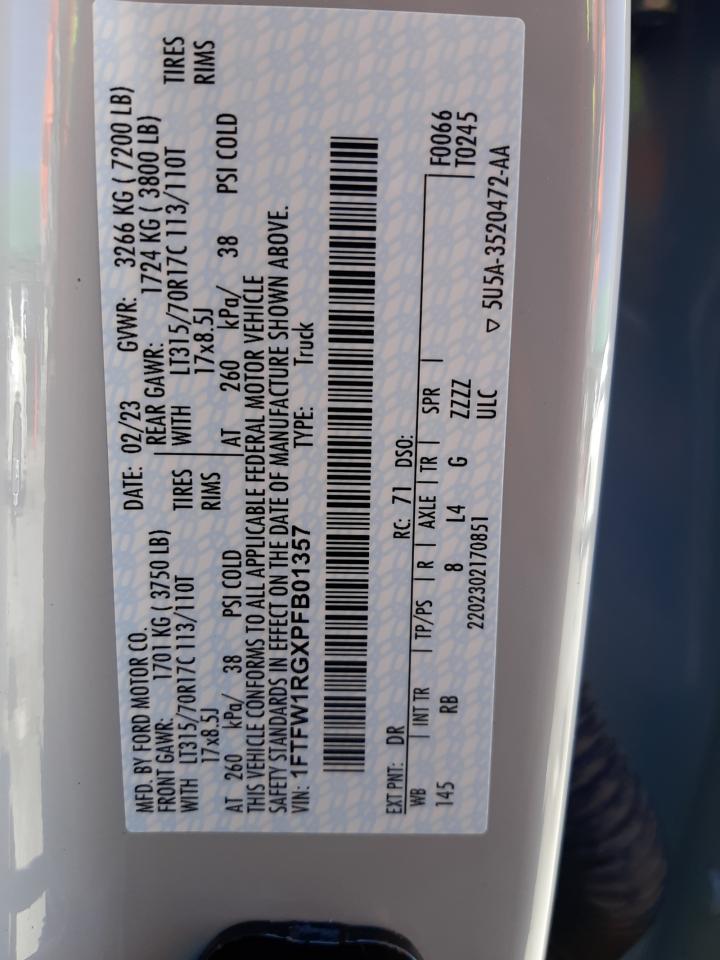 MFD. BY FORD MOTOR CO. DATE: 02/23 GVWR: 3266 KG ( 7200 LB)
FRONT GAWR: 1701 KG ( 3750 LB) REAR GAWR: 1724 KG ( 3800 LB)
WITH LT315/70R17C 113/110T TIRES WITH LT315/70R17C 113/110T TIRES
17x8.5J RIMS 17x8.5J RIMS
AT 260 kPa/ 38 PSI COLD AT 260 kPa/ 38 PSI COLD
THIS VEHICLE CONFORMS TO ALL APPLICABLE FEDERAL MOTOR VEHICLE
SAFETY STANDARDS IN EFFECT ON THE DATE OF MANUFACTURE SHOWN ABOVE.
VIN: 1FTFW1RGXPFB01357 TYPE: Truck
EXT PNT: DR RC: 71 DSO: F0066
WB | INT TR | TP/PS | R | AXLE | TR | SPR | T0245
145 RB 8 L4 G ZZZZ
2202302170851 ULC ▽ 5U5A-3520472-AA